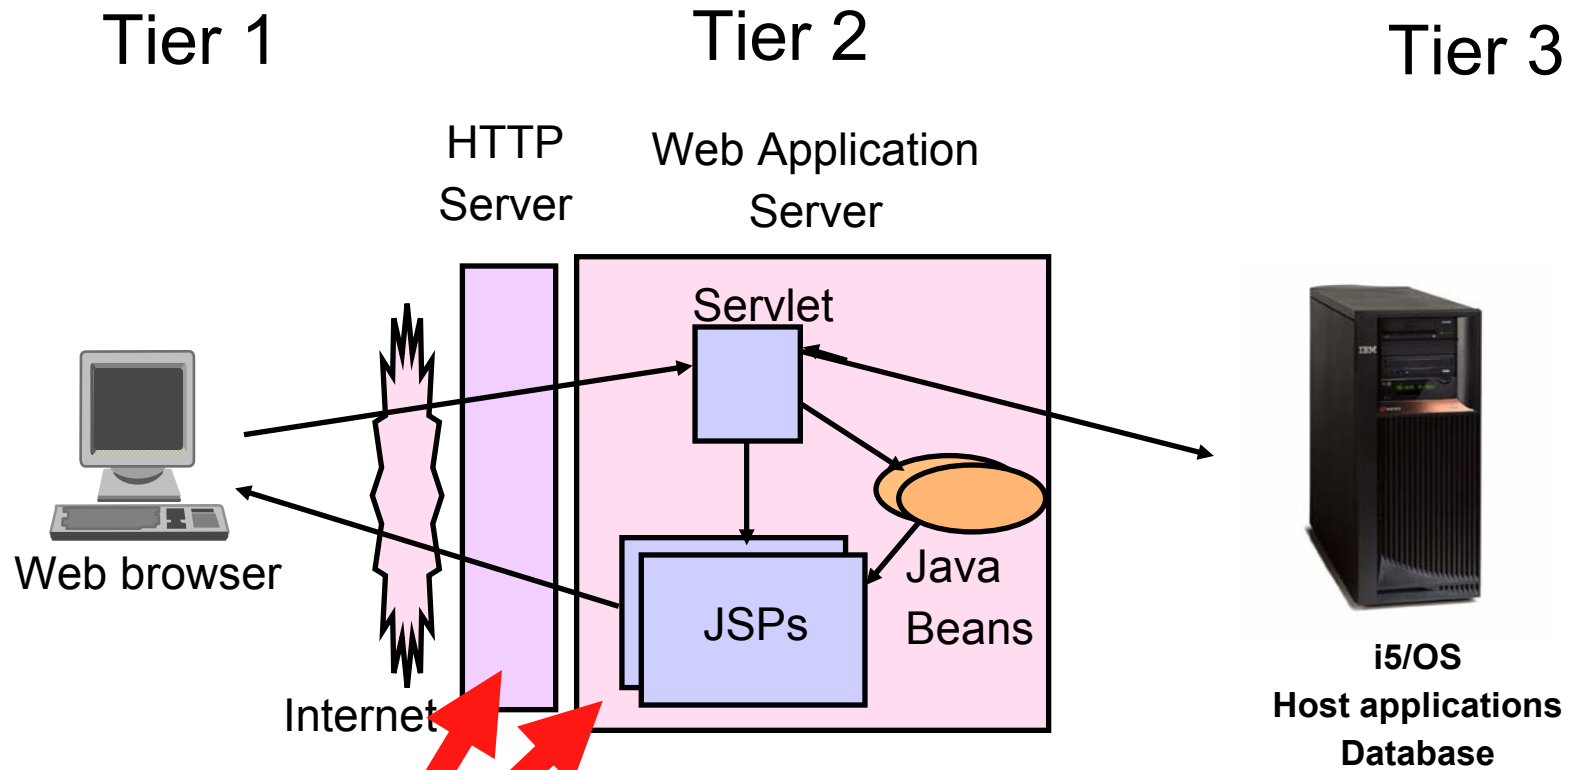 Tier 1
Tier 2
Tier 3
HTTP
Server
Web Application
Server
Servlet
IBM
Web browser
Java
Beans
JSPs
Internet
i5/OS
Host applications
Database